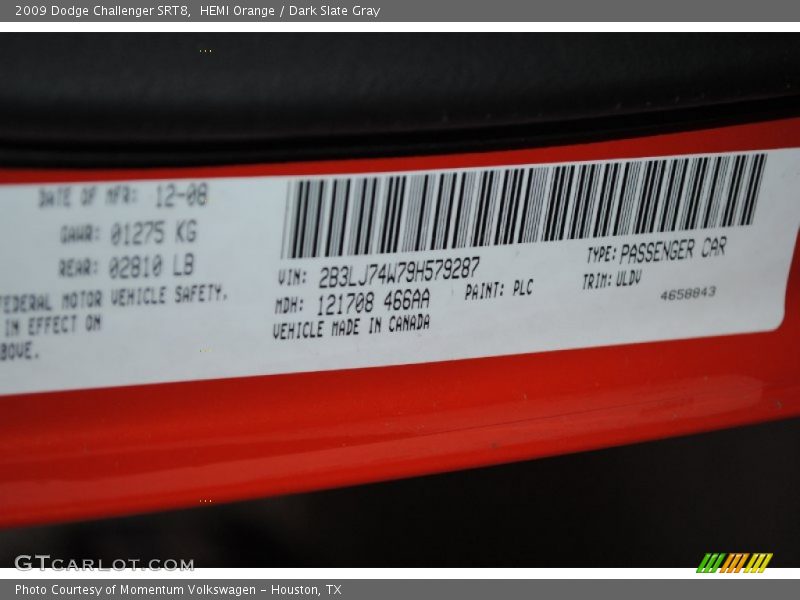 2009 Dodge Challenger SRT8,  HEMI Orange / Dark Slate Gray
DATE OF MFR: 12-08
GAWR: 01275 KG
REAR: 02810 LB
FEDERAL MOTOR VEHICLE SAFETY,
IN EFFECT ON
ABOVE.
VIN: 2B3LJ74W79H579287
MDH: 121708 466AA
PAINT: PLC
VEHICLE MADE IN CANADA
TYPE: PASSENGER CAR
TRIM: ULDV
4658843
GTCARLOT.COM
Photo Courtesy of Momentum Volkswagen - Houston, TX